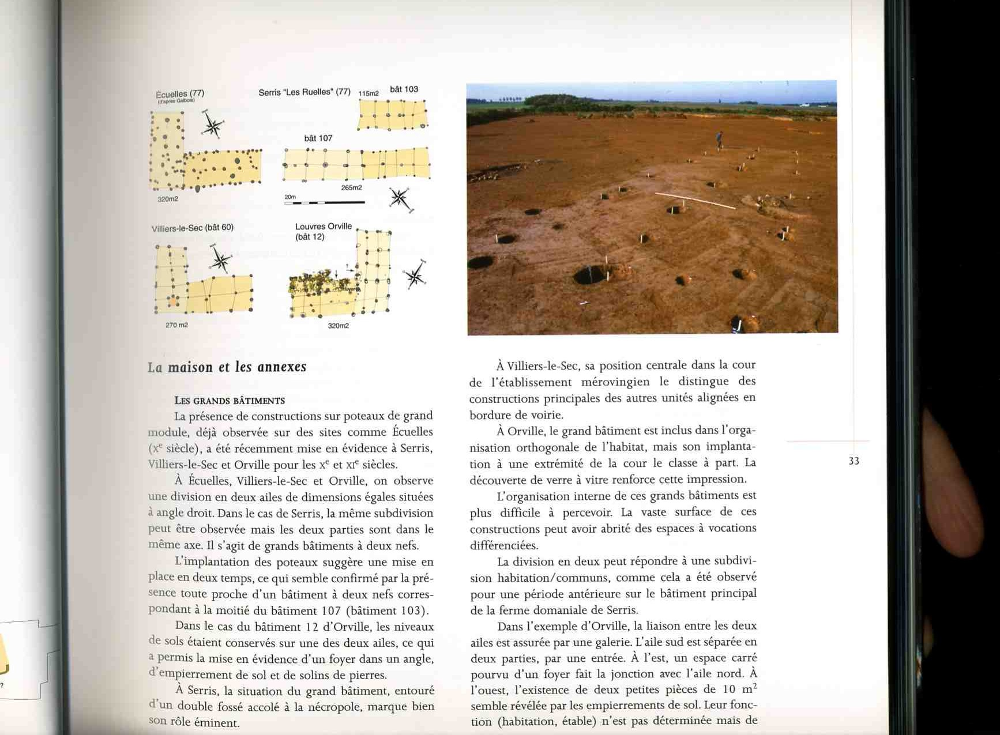 Écuelles (77)
(d'après Galbois)
320m2
Serris "Les Ruelles" (77)
115m2
bât 103
bât 107
265m2
20m
Villiers-le-Sec (bât 60)
270 m2
Louvres Orville
(bât 12)
?
foyer
320m2
La maison et les annexes
LES GRANDS BÂTIMENTS
La présence de constructions sur poteaux de grand
module, déjà observée sur des sites comme Écuelles
(Xe siècle), a été récemment mise en évidence à Serris,
Villiers-le-Sec et Orville pour les Xe et XIe siècles.
À Écuelles, Villiers-le-Sec et Orville, on observe
une division en deux ailes de dimensions égales situées
à angle droit. Dans le cas de Serris, la même subdivision
peut être observée mais les deux parties sont dans le
même axe. Il s'agit de grands bâtiments à deux nefs.
L'implantation des poteaux suggère une mise en
place en deux temps, ce qui semble confirmé par la pré-
sence toute proche d'un bâtiment à deux nefs corres-
pondant à la moitié du bâtiment 107 (bâtiment 103).
Dans le cas du bâtiment 12 d'Orville, les niveaux
de sols étaient conservés sur une des deux ailes, ce qui
a permis la mise en évidence d'un foyer dans un angle,
d'empierrement de sol et de solins de pierres.
À Serris, la situation du grand bâtiment, entouré
d'un double fossé accolé à la nécropole, marque bien
son rôle éminent.
À Villiers-le-Sec, sa position centrale dans la cour
de l'établissement mérovingien le distingue des
constructions principales des autres unités alignées en
bordure de voirie.
À Orville, le grand bâtiment est inclus dans l'orga-
nisation orthogonale de l'habitat, mais son implanta-
tion à une extrémité de la cour le classe à part. La
découverte de verre à vitre renforce cette impression.
L'organisation interne de ces grands bâtiments est
plus difficile à percevoir. La vaste surface de ces
constructions peut avoir abrité des espaces à vocations
différenciées.
La division en deux peut répondre à une subdivi-
sion habitation/communs, comme cela a été observé
pour une période antérieure sur le bâtiment principal
de la ferme domaniale de Serris.
Dans l'exemple d'Orville, la liaison entre les deux
ailes est assurée par une galerie. L'aile sud est séparée en
deux parties, par une entrée. À l'est, un espace carré
pourvu d'un foyer fait la jonction avec l'aile nord. À
l'ouest, l'existence de deux petites pièces de 10 m²
semble révélée par les empierrements de sol. Leur fonc-
tion (habitation, étable) n'est pas déterminée mais de
33
?